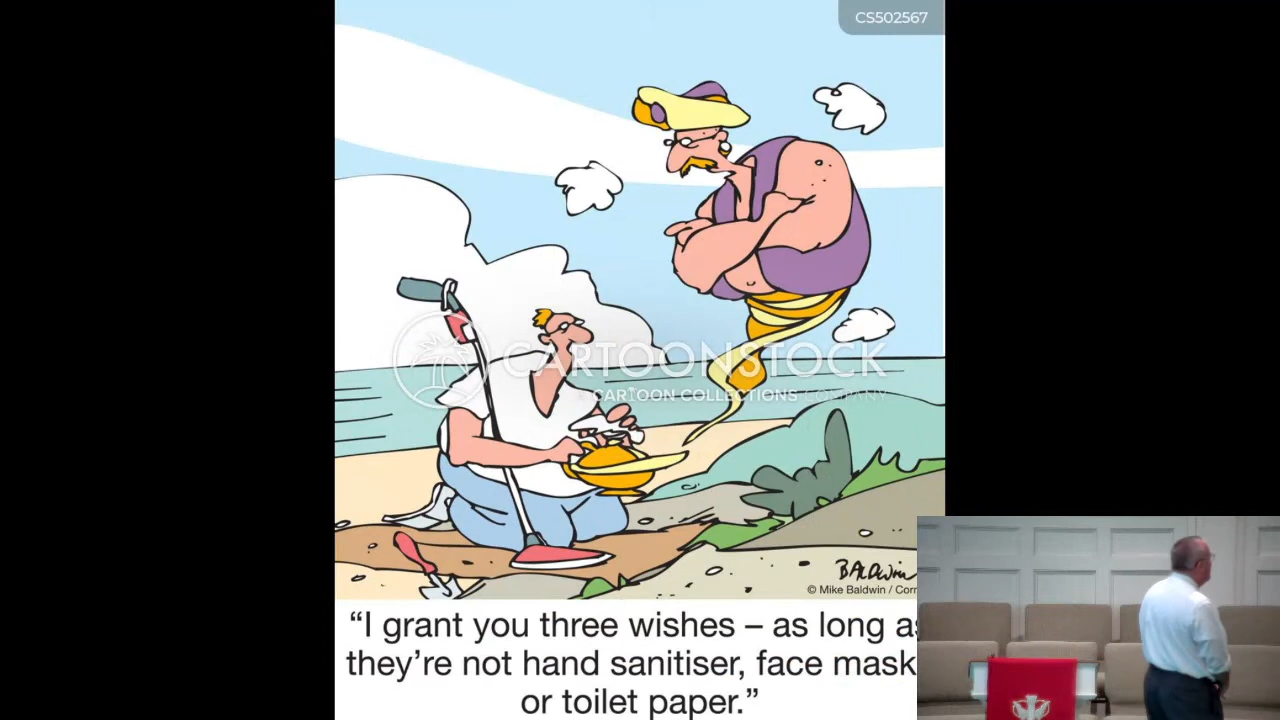 CS502567
CARTOONSTOCK
CARTOON COLLECTIONS COMPANY
BALDWIN
© Mike Baldwin / Corn
“I grant you three wishes – as long as
they’re not hand sanitiser, face mask
or toilet paper.”